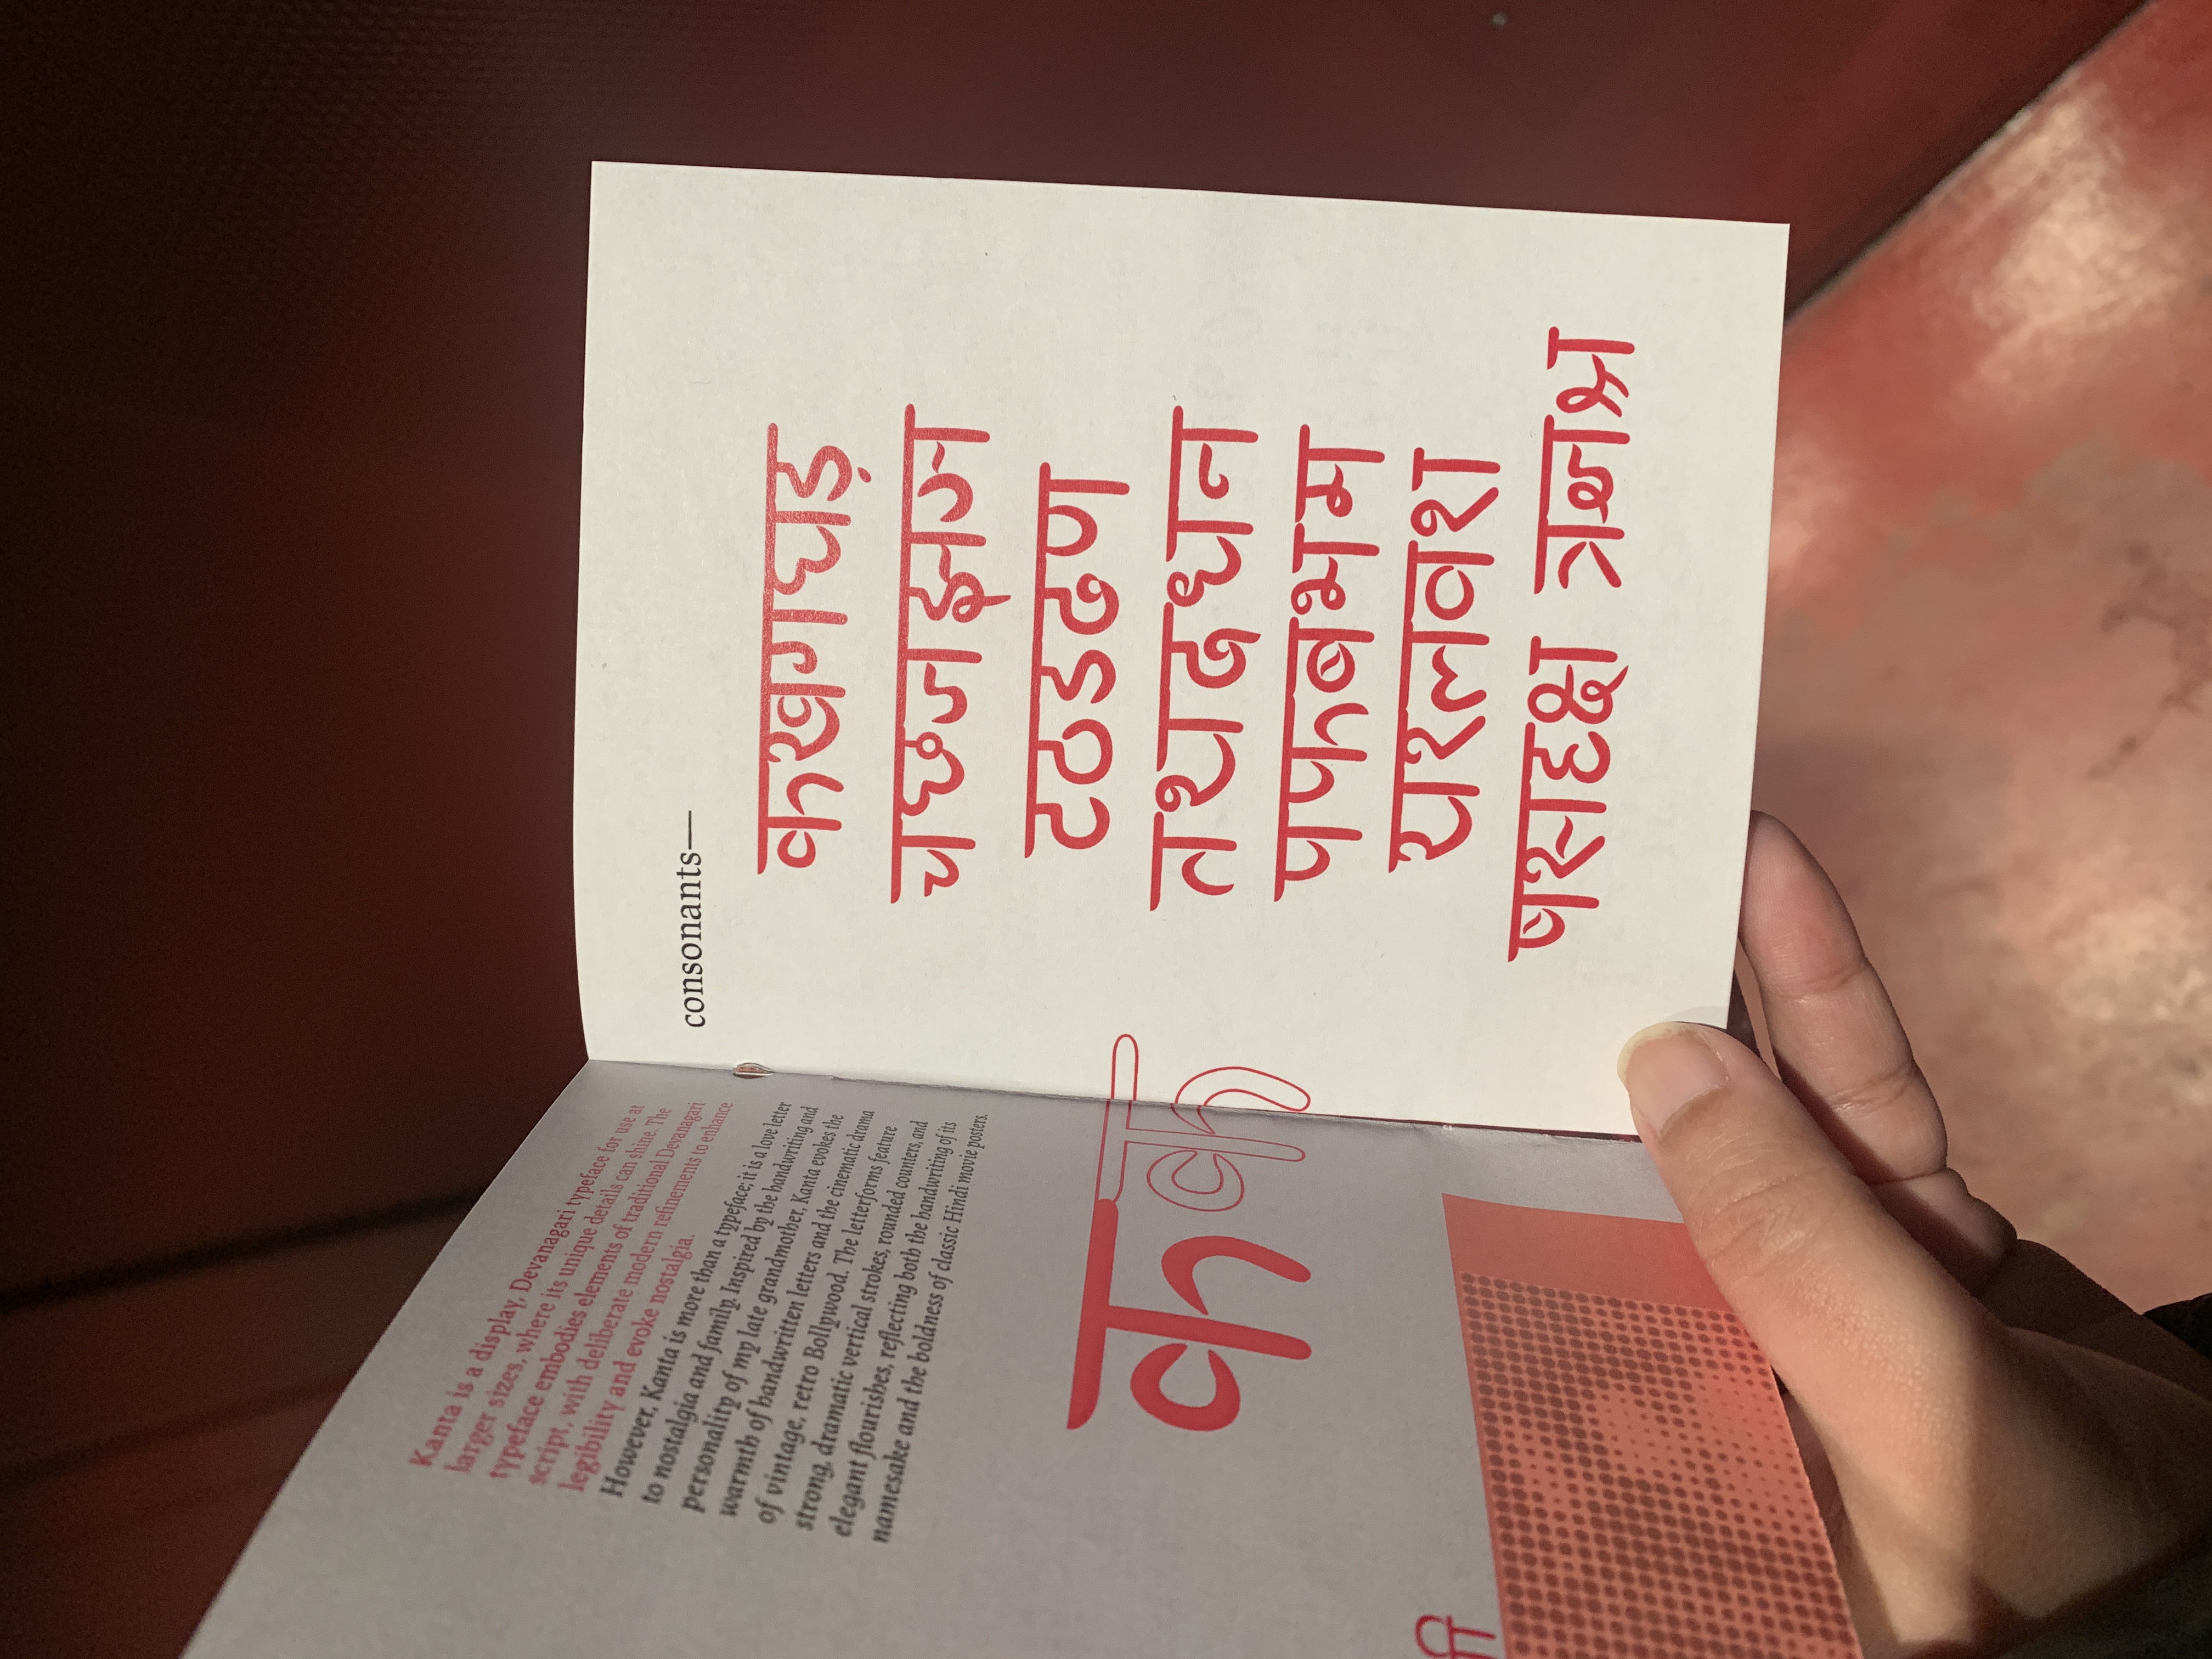 Kanta is a display, Devanagari typeface for use at
larger sizes, where its unique details can shine. The
typeface embodies elements of traditional Devanagari
script, with deliberate modern refinements to enhance
legibility and evoke nostalgia.
However, Kanta is more than a typeface; it is a love letter
to nostalgia and family. Inspired by the handwriting and
personality of my late grandmother, Kanta evokes the
warmth of handwritten letters and the cinematic drama
of vintage, retro Bollywood. The letterforms feature
strong, dramatic vertical strokes, rounded counters, and
elegant flourishes, reflecting both the handwriting of its
namesake and the boldness of classic Hindi movie posters.
कक
consonants—
कखगघड़
चछजझञ
टठडढण
तथदधन
पफबभम
यरलवश
षसहक्ष त्रज्ञश्र